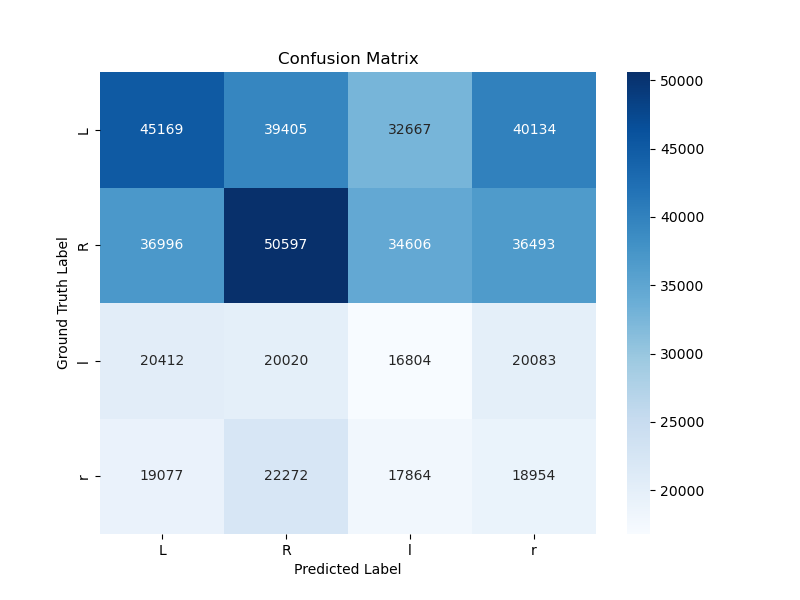 Confusion Matrix
Ground Truth Label
L 45169 39405 32667 40134
R 36996 50597 34606 36493
l 20412 20020 16804 20083
r 19077 22272 17864 18954
L R l r
Predicted Label
50000
45000
40000
35000
30000
25000
20000